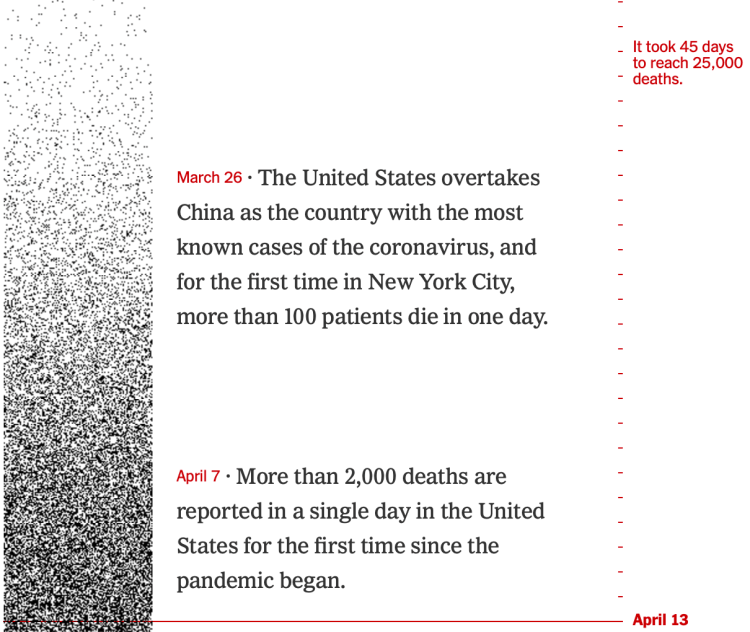 It took 45 days
to reach 25,000
deaths.
March 26 · The United States overtakes
China as the country with the most
known cases of the coronavirus, and
for the first time in New York City,
more than 100 patients die in one day.
April 7 · More than 2,000 deaths are
reported in a single day in the United
States for the first time since the
pandemic began.
April 13